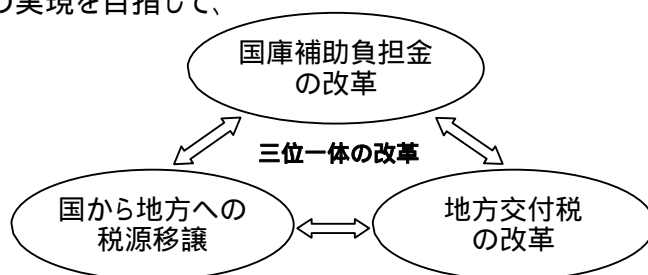 の実現を目指して、
国庫補助負担金
の改革
三位一体の改革
国から地方への
税源移譲
地方交付税
の改革